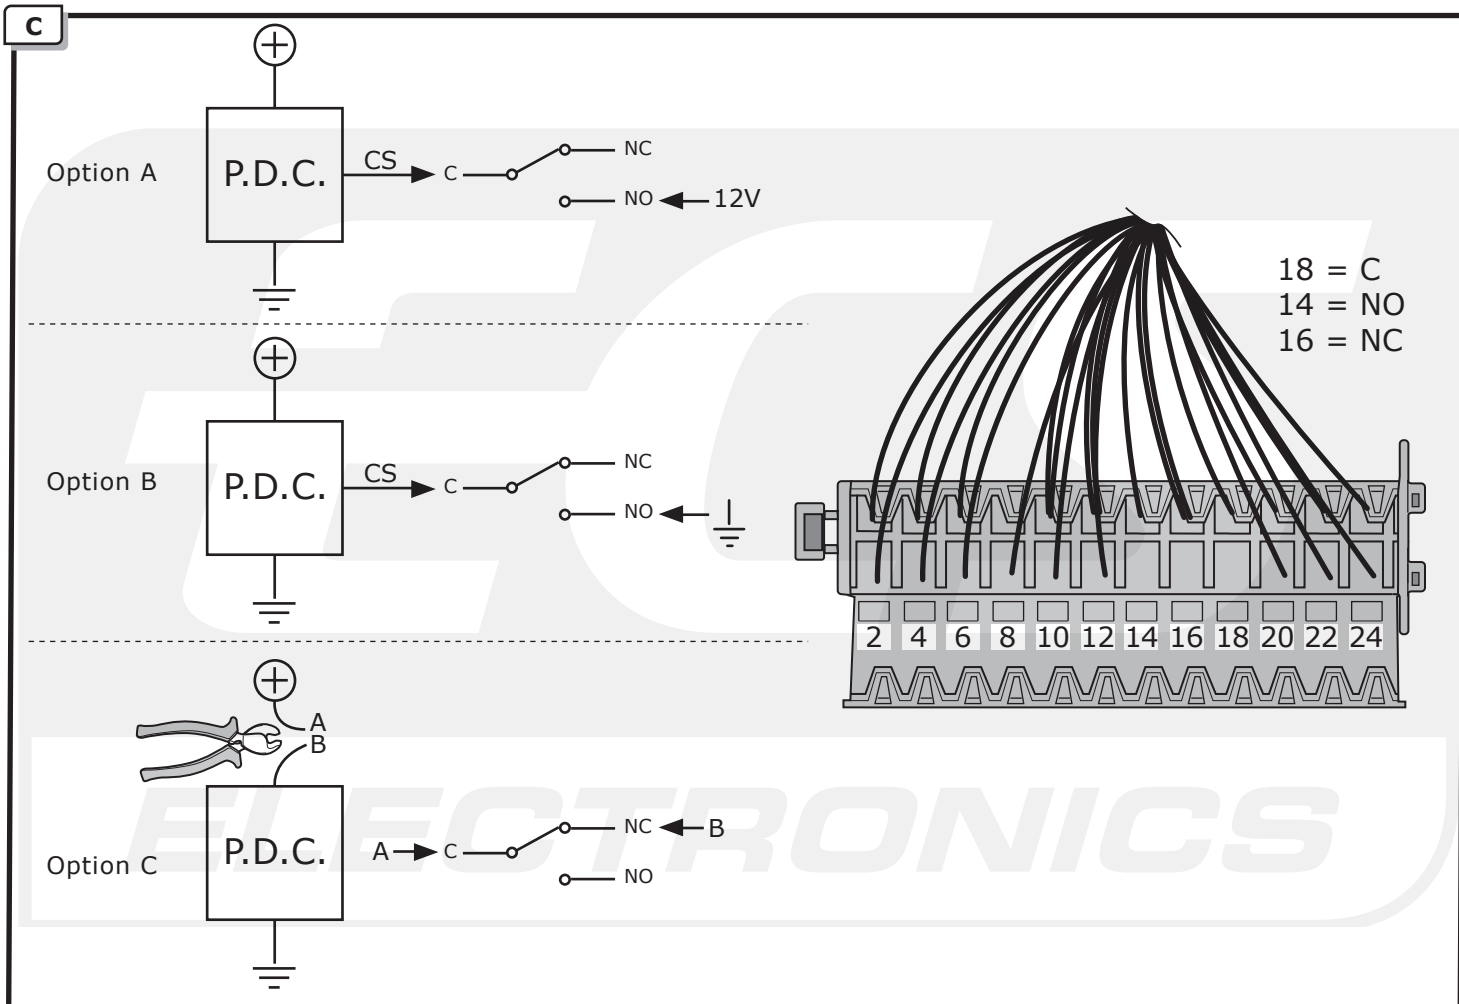 C
Option A
P.D.C.
CS
C
NC
NO
12V
Option B
P.D.C.
CS
C
NC
NO
Option C
A
B
P.D.C.
A
C
NC
B
NO
18 = C
14 = NO
16 = NC
2 4 6 8 10 12 14 16 18 20 22 24
ECS
ELECTRONICS